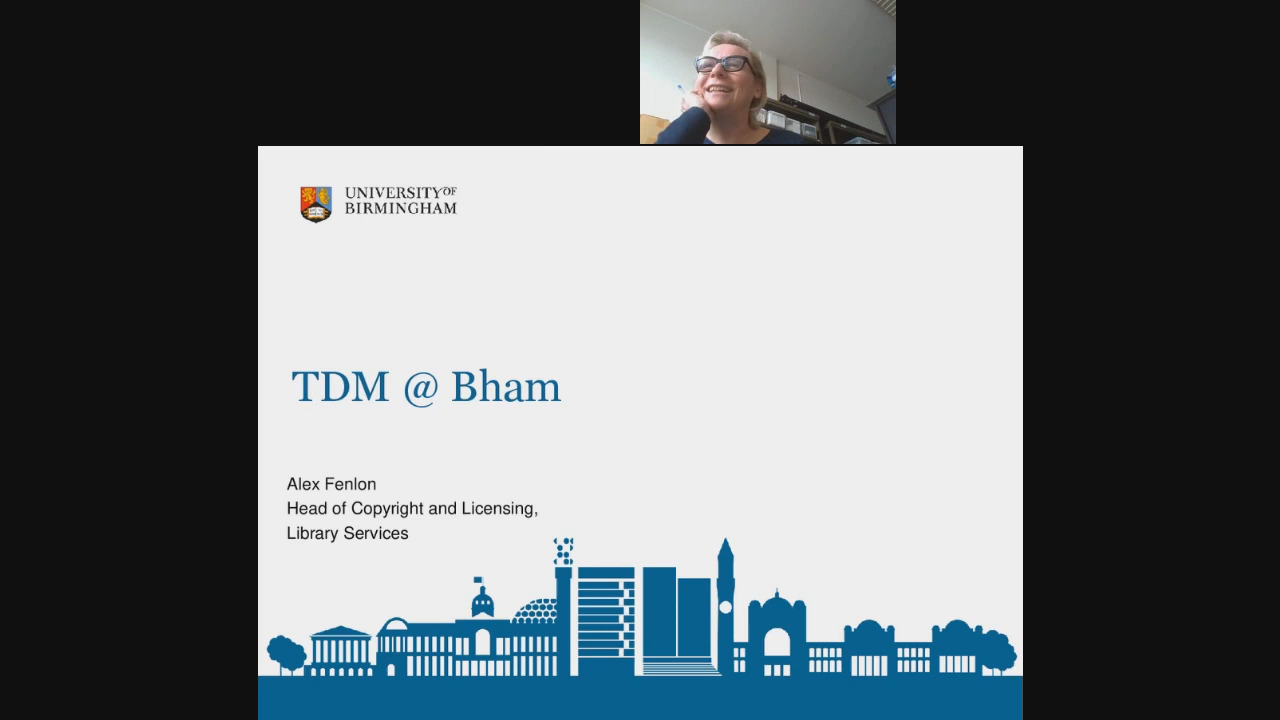 UNIVERSITY OF
BIRMINGHAM
TDM @ Bham
Alex Fenlon
Head of Copyright and Licensing,
Library Services